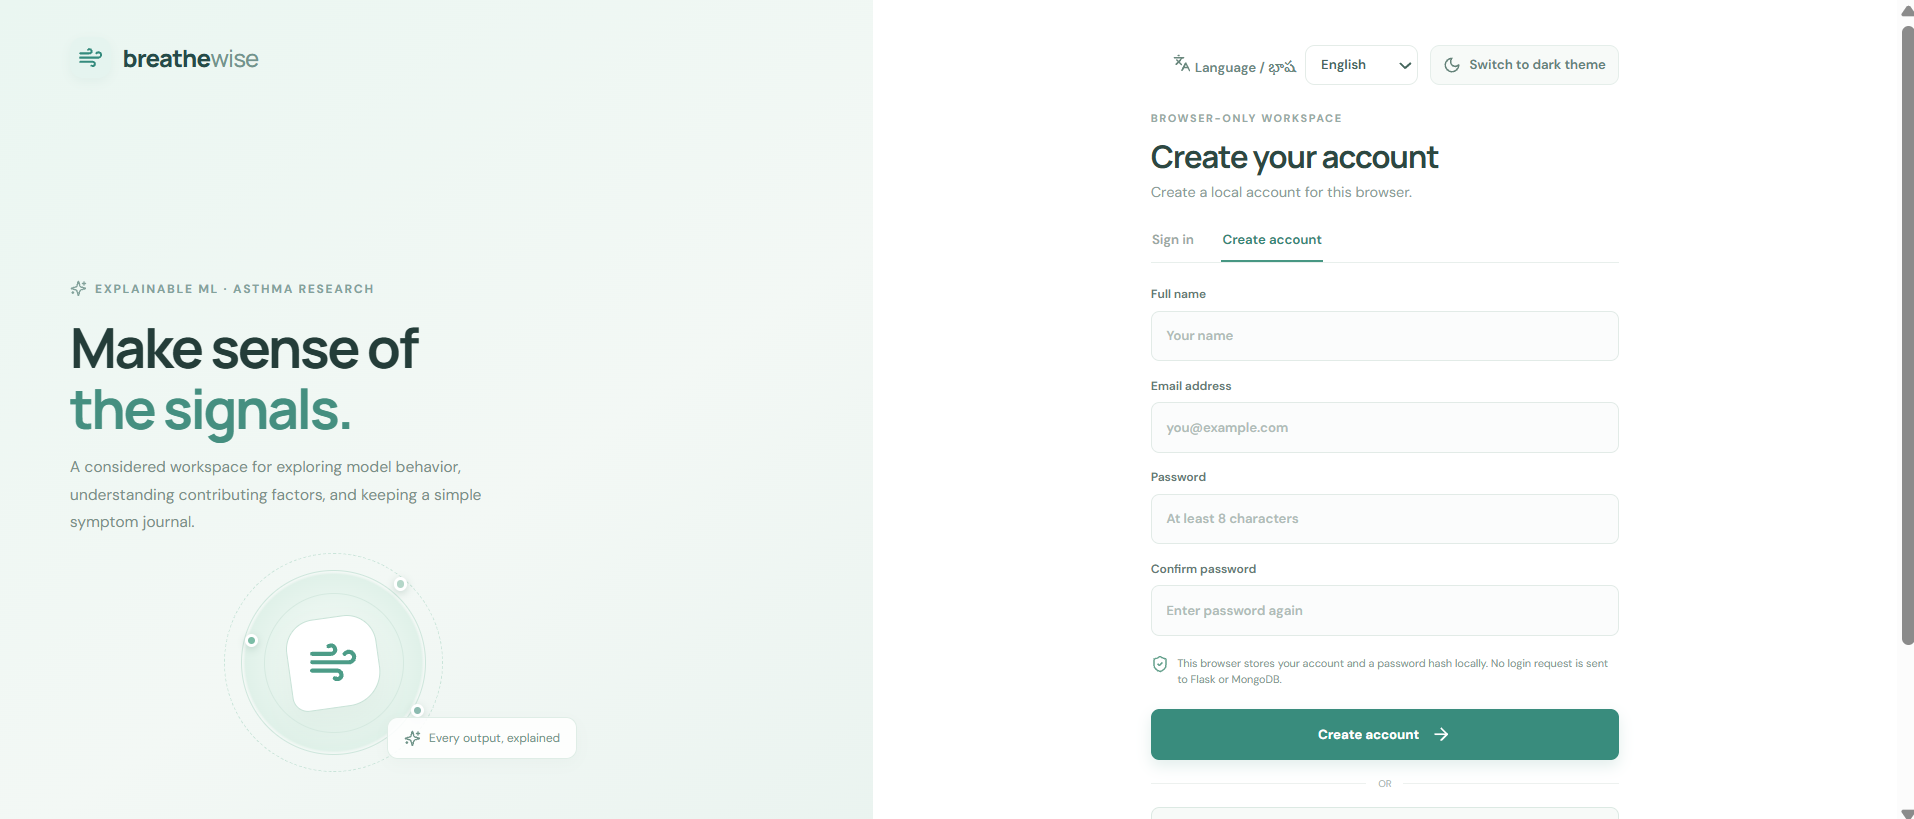 breathewise
EXPLAINABLE ML · ASTHMA RESEARCH
Make sense of
the signals.
A considered workspace for exploring model behavior,
understanding contributing factors, and keeping a simple
symptom journal.
Every output, explained
Language / భాష
English
Switch to dark theme
BROWSER-ONLY WORKSPACE
Create your account
Create a local account for this browser.
Sign in
Create account
Full name
Your name
Email address
you@example.com
Password
At least 8 characters
Confirm password
Enter password again
This browser stores your account and a password hash locally. No login request is sent
to Flask or MongoDB.
Create account
OR